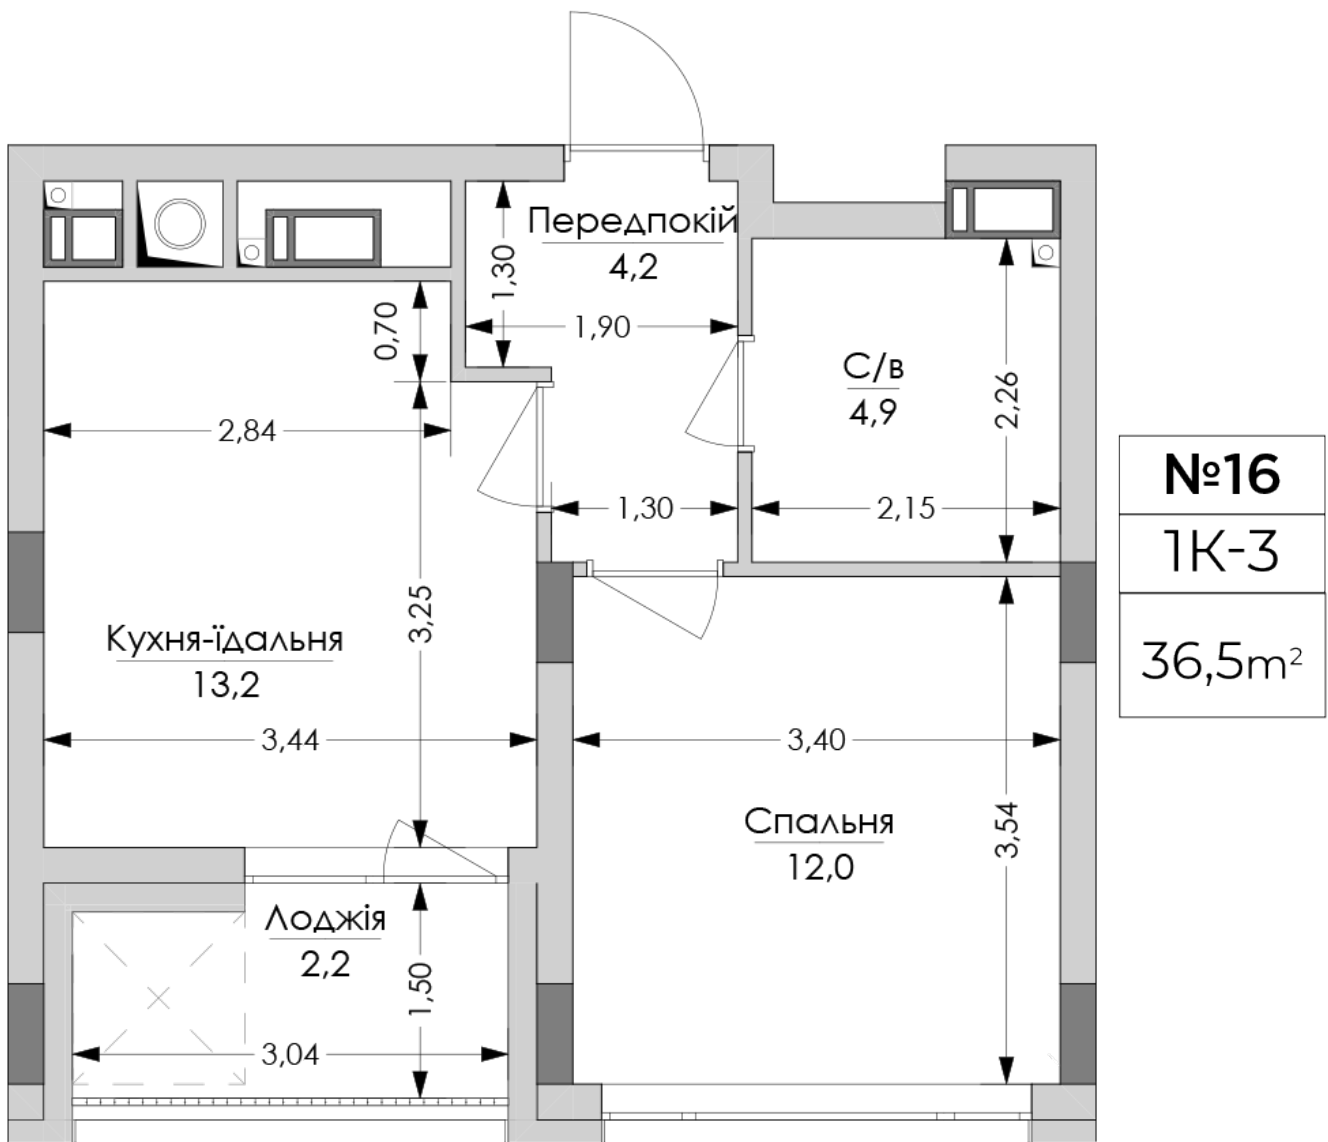 Передпокій
4,2
1,30
1,90
0,70
С/в
4,9
2,26
2,84
1,30
2,15
№16
1К-3
36,5m²
3,25
Кухня-їдальня
13,2
3,44
3,40
Спальня
12,0
3,54
Лоджія
2,2
1,50
3,04